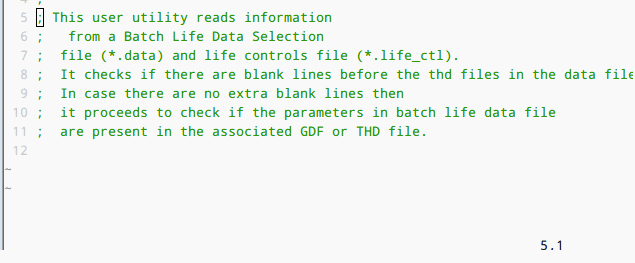 5 ; This user utility reads information
6 ;   from a Batch Life Data Selection
7 ;  file (*.data) and life controls file (*.life_ctl).
8 ;  It checks if there are blank lines before the thd files in the data file
9 ;  In case there are no extra blank lines then
10 ;  it proceeds to check if the parameters in batch life data file
11 ;  are present in the associated GDF or THD file.
12
~
~
5.1